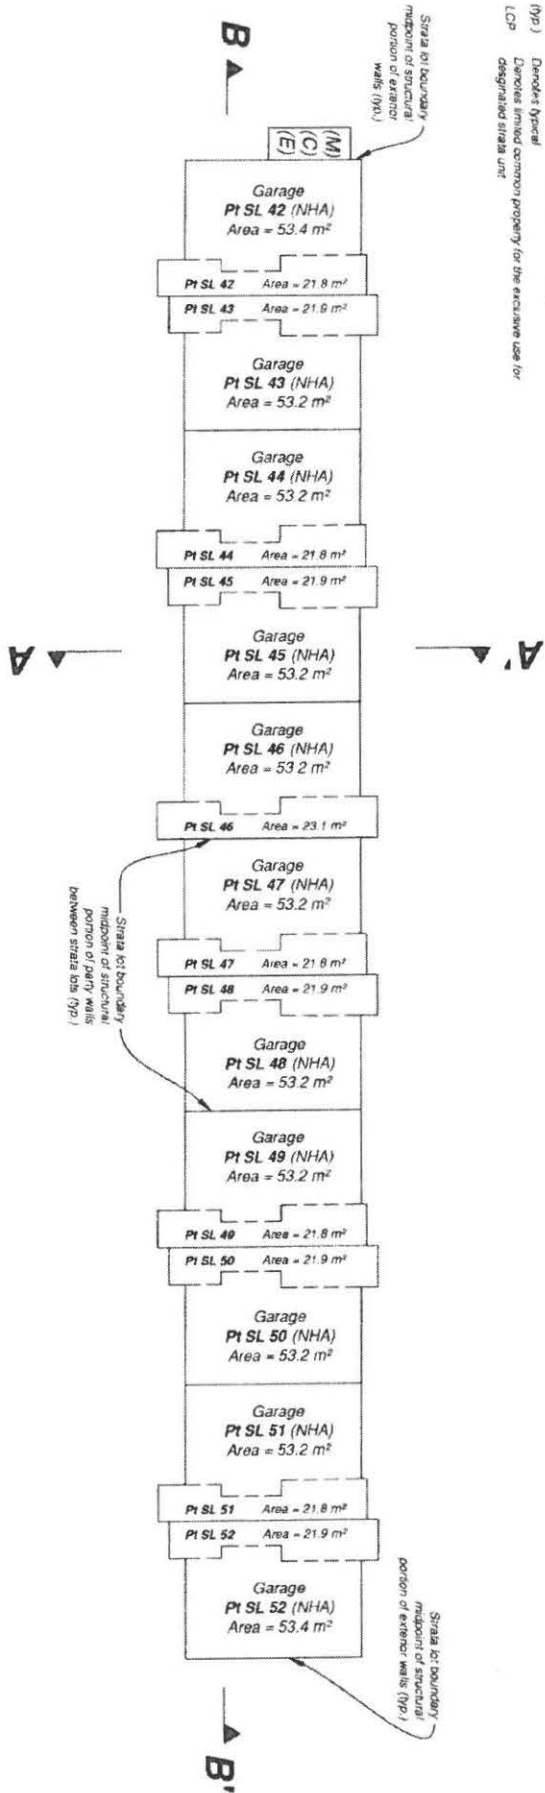 (typ.) Denotes typical
LCP Denotes limited common property for the exclusive use for
designated strata unit
Strata lot boundary
midpoint of structural
portion of exterior
walls (typ.)
B
(M)
(C)
(E)
Garage
Pt SL 42 (NHA)
Area = 53.4 m²
Pt SL 42 Area = 21.8 m²
Pt SL 43 Area = 21.9 m²
Garage
Pt SL 43 (NHA)
Area = 53.2 m²
Garage
Pt SL 44 (NHA)
Area = 53.2 m²
Pt SL 44 Area = 21.8 m²
Pt SL 45 Area = 21.9 m²
A
A'
Garage
Pt SL 45 (NHA)
Area = 53.2 m²
Garage
Pt SL 46 (NHA)
Area = 53.2 m²
Pt SL 46 Area = 23.1 m²
Garage
Pt SL 47 (NHA)
Area = 53.2 m²
Strata lot boundary
midpoint of structural
portion of party walls
between strata lots (typ.)
Pt SL 47 Area = 21.8 m²
Pt SL 48 Area = 21.9 m²
Garage
Pt SL 48 (NHA)
Area = 53.2 m²
Garage
Pt SL 49 (NHA)
Area = 53.2 m²
Pt SL 49 Area = 21.8 m²
Pt SL 50 Area = 21.9 m²
Garage
Pt SL 50 (NHA)
Area = 53.2 m²
Garage
Pt SL 51 (NHA)
Area = 53.2 m²
Pt SL 51 Area = 21.8 m²
Pt SL 52 Area = 21.9 m²
Garage
Pt SL 52 (NHA)
Area = 53.4 m²
Strata lot boundary
midpoint of structural
portion of exterior walls (typ.)
B'